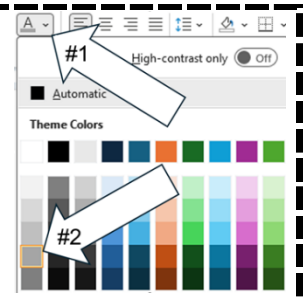 A
#1
High-contrast only Off
Automatic
Theme Colors
#2